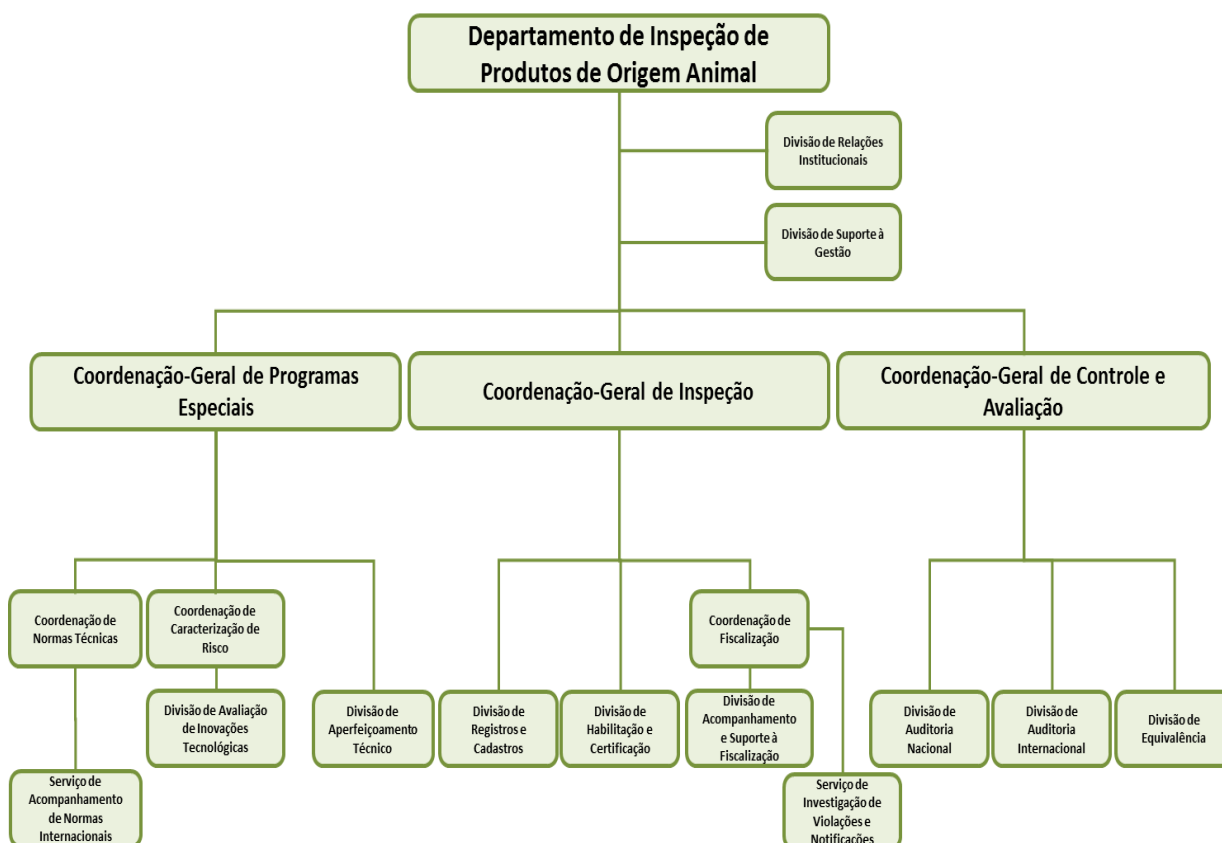 Departamento de Inspeção de
Produtos de Origem Animal
Divisão de Relações
Institucionais
Divisão de Suporte à
Gestão
Coordenação-Geral de Programas
Especiais
Coordenação-Geral de Inspeção
Coordenação-Geral de Controle e
Avaliação
Coordenação de
Normas Técnicas
Coordenação de
Caracterização de
Risco
Coordenação de
Fiscalização
Divisão de Avaliação
de Inovações
Tecnológicas
Divisão de
Aperfeiçoamento
Técnico
Divisão de
Registros e
Cadastros
Divisão de
Habilitação e
Certificação
Divisão de
Acompanhamento
e Suporte à
Fiscalização
Divisão de
Auditoria
Nacional
Divisão de
Auditoria
Internacional
Divisão de
Equivalência
Serviço de
Acompanhamento
de Normas
Internacionais
Serviço de
Investigação de
Violações e
Notificações